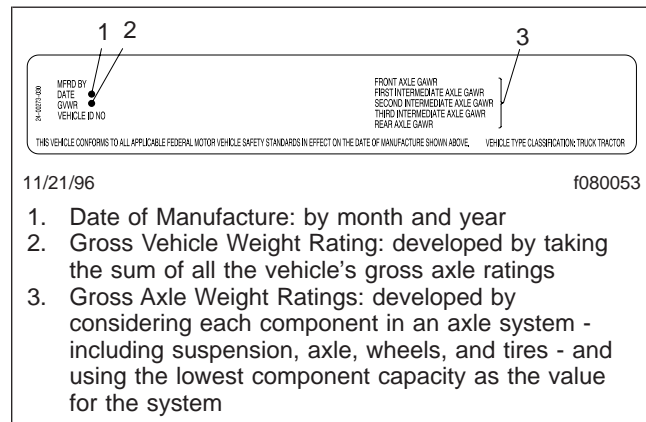 1 2 3
MFRD BY
DATE
GVWR
VEHICLE ID NO
24-00273-000
FRONT AXLE GAWR
FIRST INTERMEDIATE AXLE GAWR
SECOND INTERMEDIATE AXLE GAWR
THIRD INTERMEDIATE AXLE GAWR
REAR AXLE GAWR
THIS VEHICLE CONFORMS TO ALL APPLICABLE FEDERAL MOTOR VEHICLE SAFETY STANDARDS IN EFFECT ON THE DATE OF MANUFACTURE SHOWN ABOVE. VEHICLE TYPE CLASSIFICATION: TRUCK TRACTOR
11/21/96 f080053
1. Date of Manufacture: by month and year
2. Gross Vehicle Weight Rating: developed by taking
the sum of all the vehicle's gross axle ratings
3. Gross Axle Weight Ratings: developed by
considering each component in an axle system -
including suspension, axle, wheels, and tires - and
using the lowest component capacity as the value
for the system